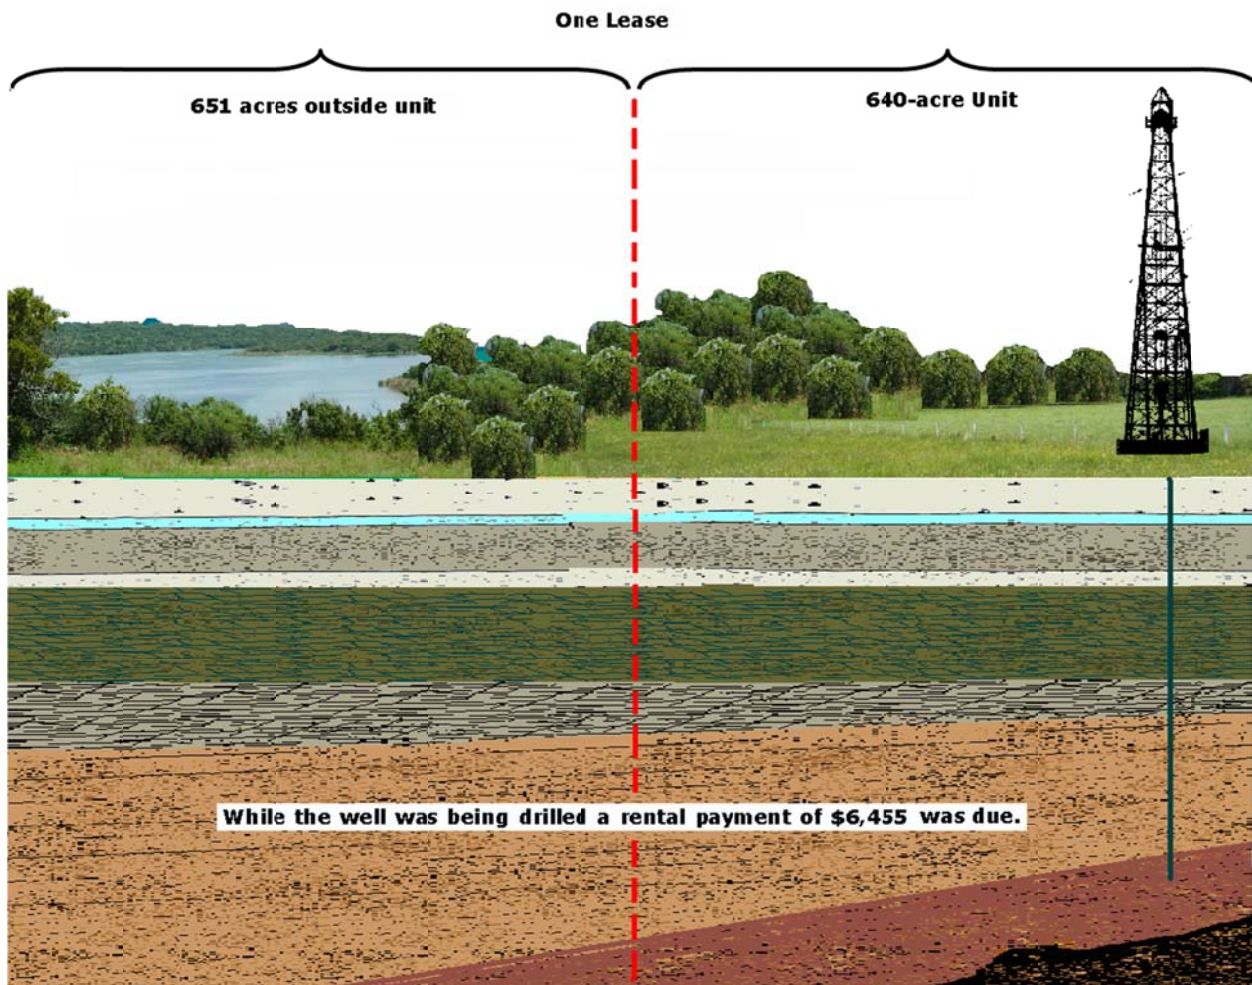 One Lease
651 acres outside unit
640-acre Unit
While the well was being drilled a rental payment of $6,455 was due.